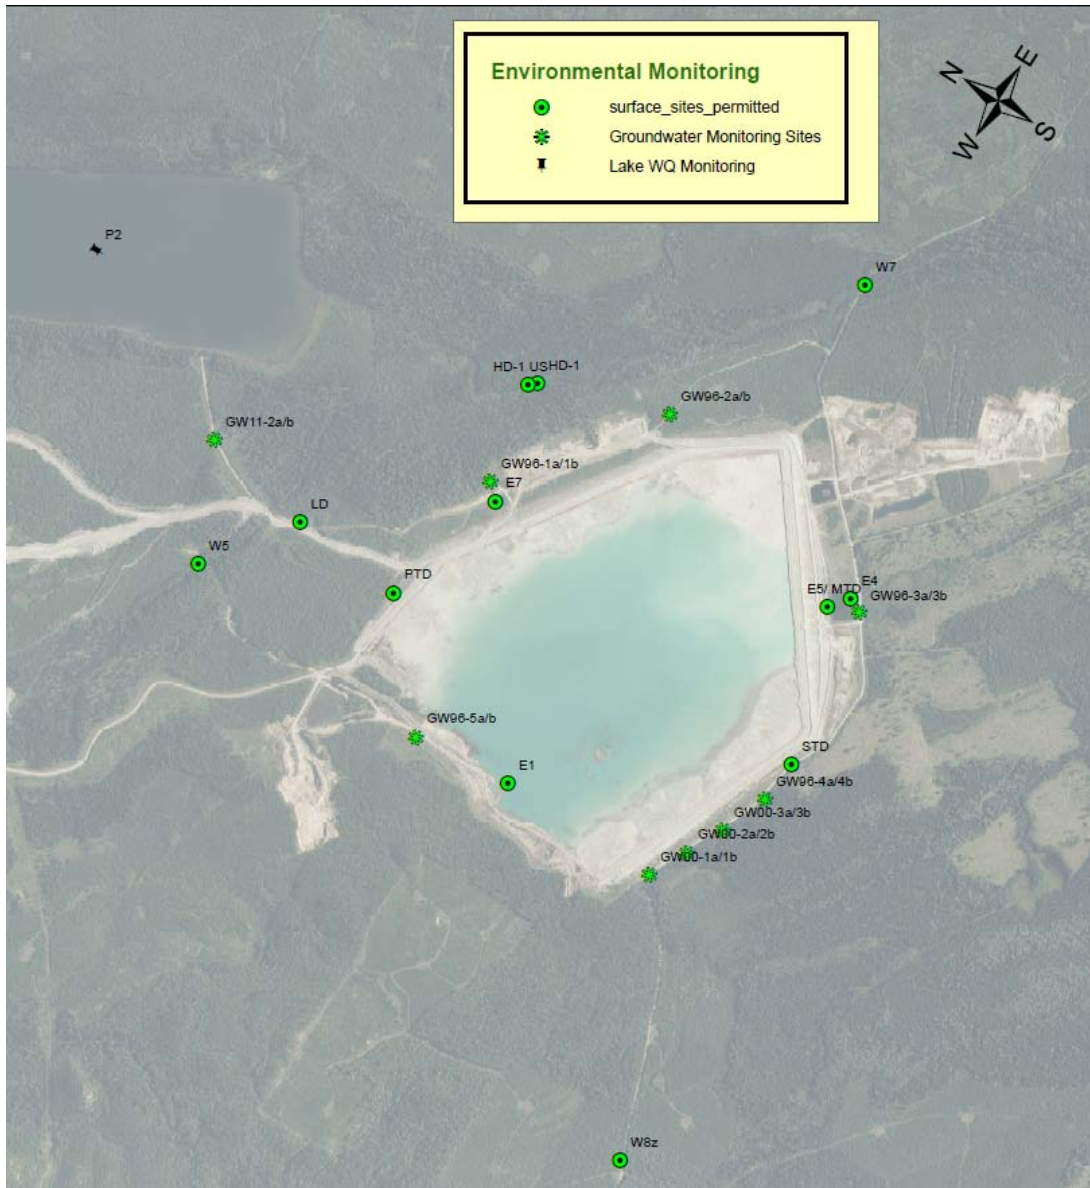 Environmental Monitoring
surface_sites_permitted
Groundwater Monitoring Sites
Lake WQ Monitoring
N
E
W
S
P2
W7
HD-1 US
HD-1
GW96-2a/b
GW11-2a/b
GW96-1a/1b
E7
LD
W5
PTD
E5/ MTD
E4
GW96-3a/3b
GW96-5a/b
STD
E1
GW96-4a/4b
GW00-3a/3b
GW00-2a/2b
GW00-1a/1b
W8z